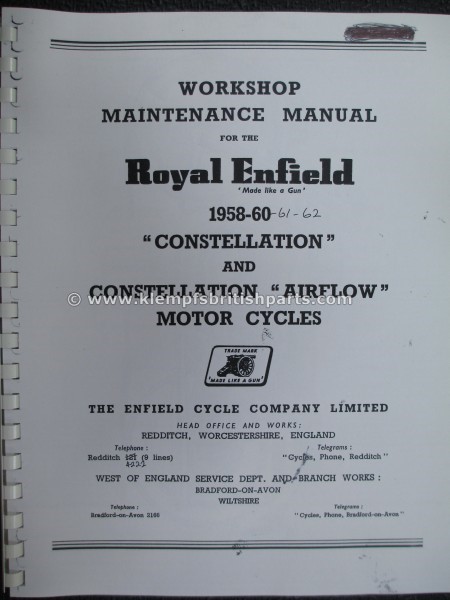 WORKSHOP
MAINTENANCE MANUAL
FOR THE
Royal Enfield
'Made like a Gun'
1958-60-61-62
"CONSTELLATION"
AND
CONSTELLATION "AIRFLOW"
© www.klempfsbritishparts.com
MOTOR CYCLES
TRADE MARK
'MADE LIKE A GUN'
THE ENFIELD CYCLE COMPANY LIMITED
HEAD OFFICE AND WORKS:
REDDITCH, WORCESTERSHIRE, ENGLAND
Telephone: Telegrams:
Redditch 121 (9 lines) "Cycles, Phone, Redditch"
4222
WEST OF ENGLAND SERVICE DEPT. AND BRANCH WORKS:
BRADFORD-ON-AVON
WILTSHIRE
Telephone: Telegrams:
Bradford-on-Avon 2166 "Cycles, Phone, Bradford-on-Avon"